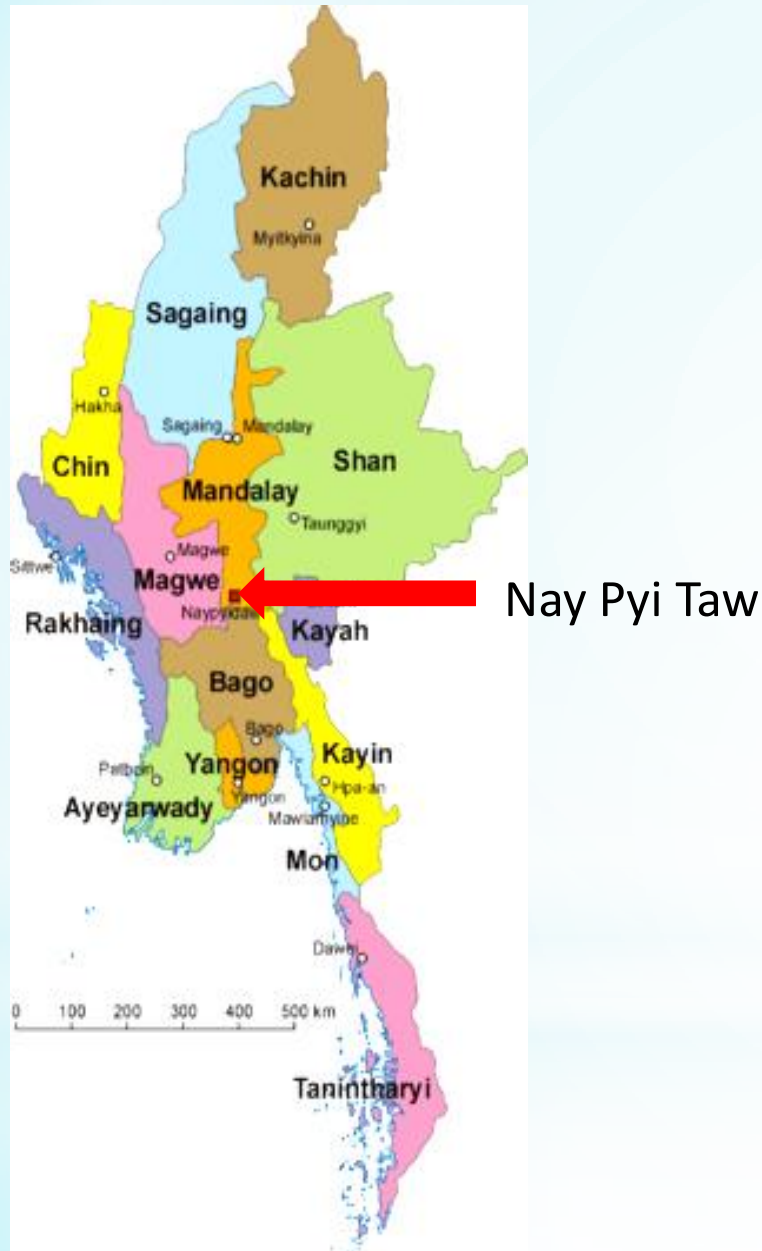 Kachin
Myitkyina
Sagaing
Hakha
Sagaing
Mandalay
Chin
Shan
Mandalay
Taunggyi
Magwe
Sittwe
Magwe
Nay Pyi Taw
Naypyidaw
Rakhaing
Kayah
Bago
Bago
Kayin
Yangon
Pathein
Hpa-an
Yangon
Ayeyarwady
Mawlamyine
Mon
Dawei
0 100 200 300 400 500 km
Tanintharyi